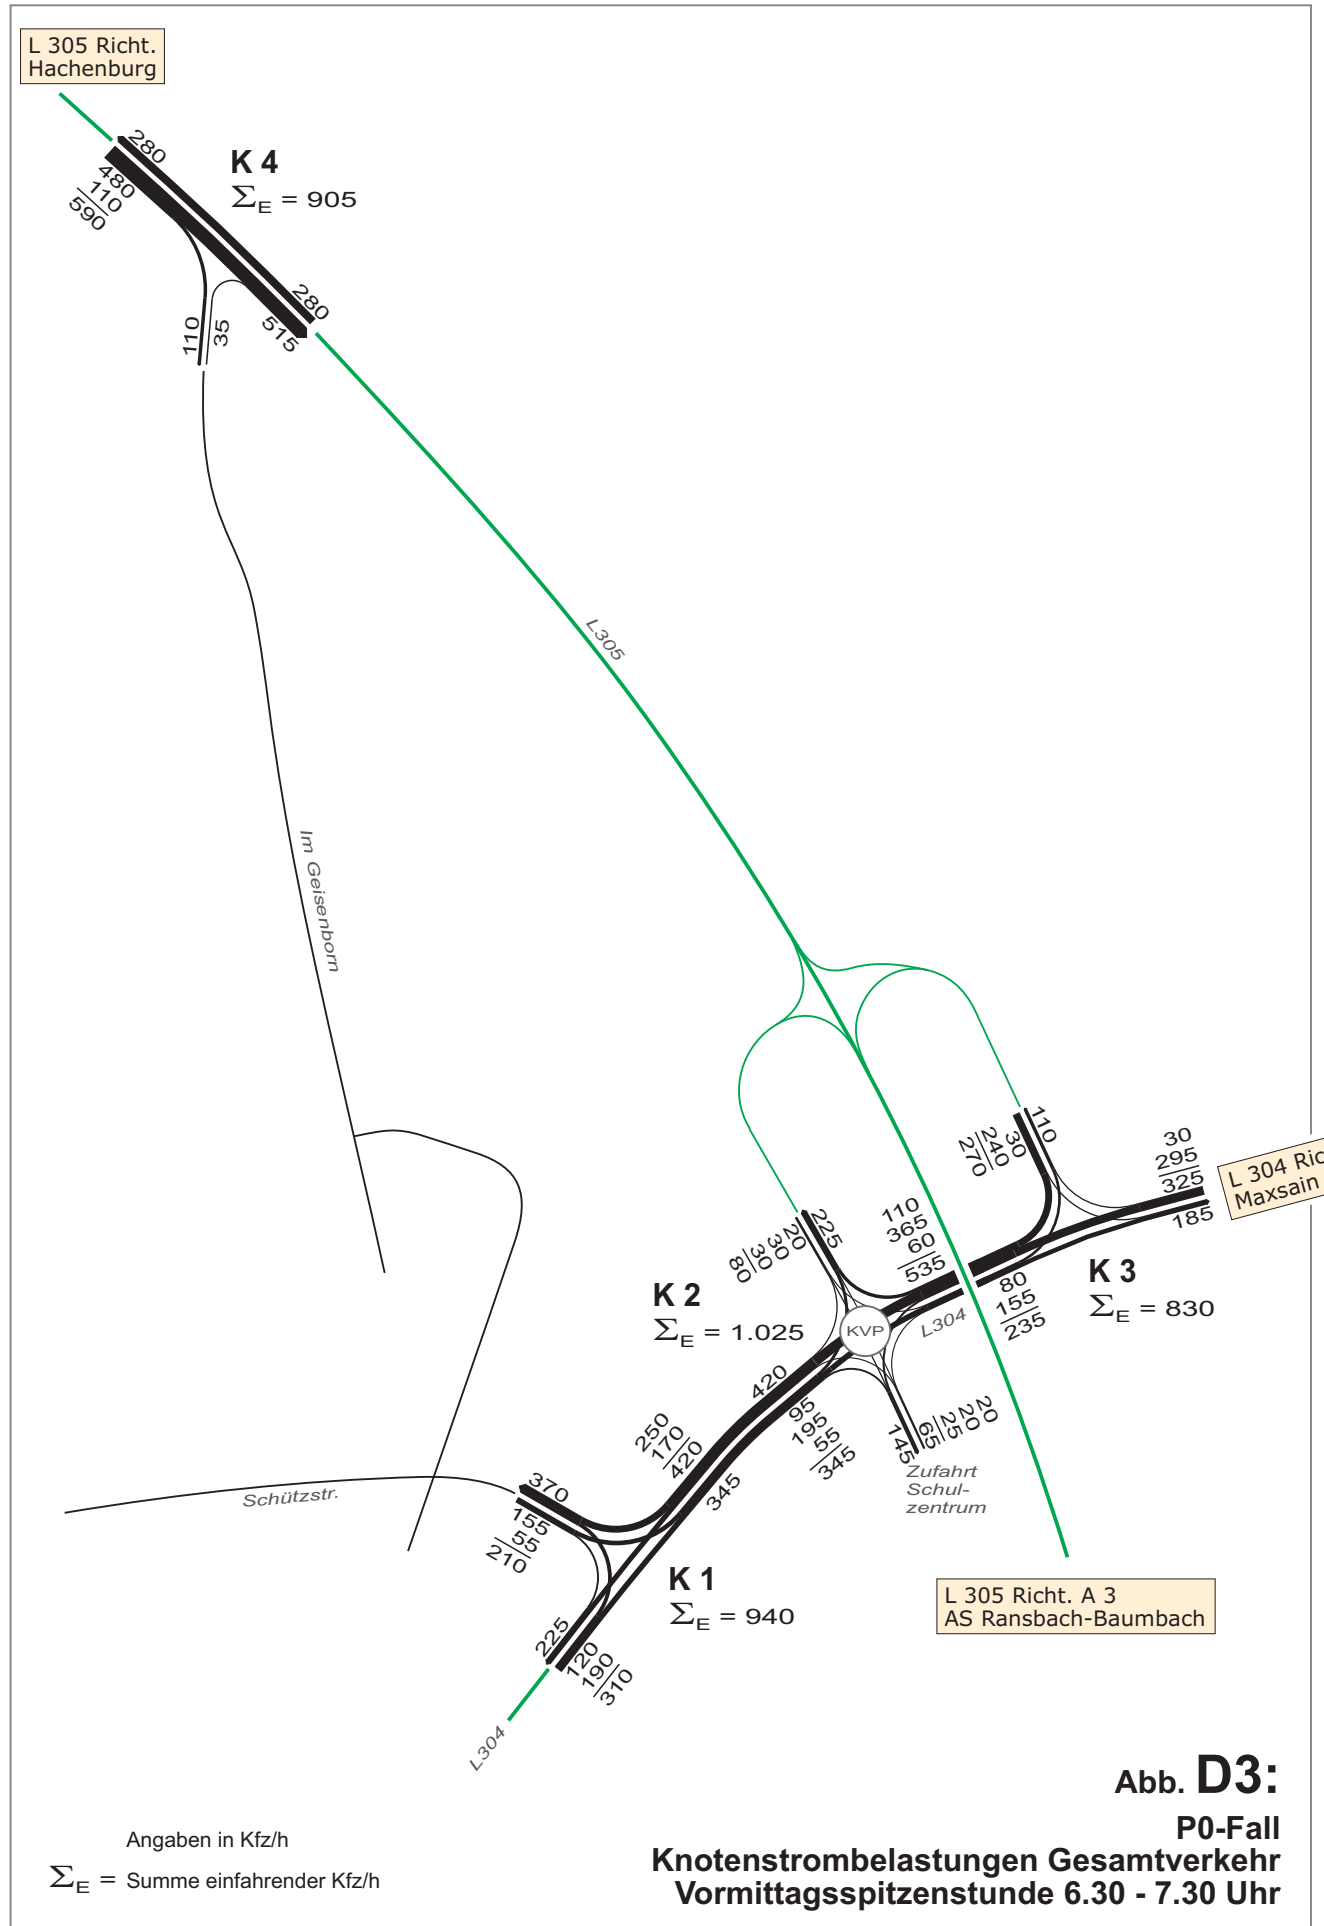 L 305 Richt.
Hachenburg
280
480
110
590
K 4
ΣE = 905
280
515
110
35
L305
Im Geisenborn
110
30
240
270
30
295
325
L 304 Ric
Maxsain
185
225
20
30
30
80
110
365
60
535
K 2
ΣE = 1.025
KVP
L304
80
155
235
K 3
ΣE = 830
420
95
195
55
345
250
170
420
345
20
20
25
65
145
Zufahrt
Schul-
zentrum
Schützstr.
370
155
55
210
K 1
ΣE = 940
225
120
190
310
L304
L 305 Richt. A 3
AS Ransbach-Baumbach
Abb. D3:
P0-Fall
Knotenstrombelastungen Gesamtverkehr
Vormittagsspitzenstunde 6.30 - 7.30 Uhr
Angaben in Kfz/h
ΣE = Summe einfahrender Kfz/h